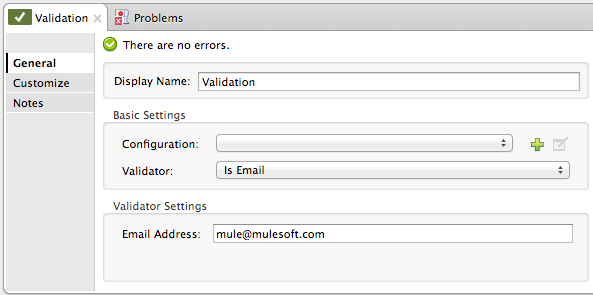 Validation
Problems
General
Customize
Notes
There are no errors.
Display Name: Validation
Basic Settings
Configuration:
Validator: Is Email
Validator Settings
Email Address: mule@mulesoft.com